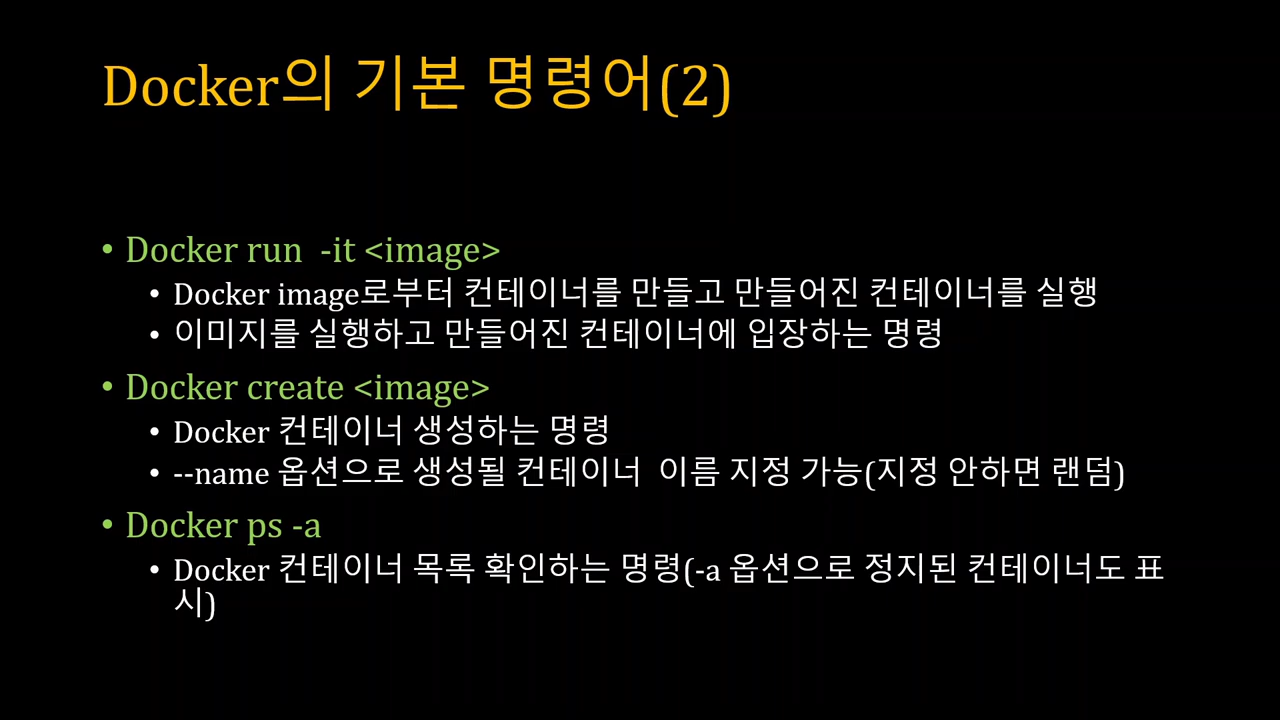 Docker의 기본 명령어(2)
• Docker run  -it <image>
• Docker image로부터 컨테이너를 만들고 만들어진 컨테이너를 실행
• 이미지를 실행하고 만들어진 컨테이너에 입장하는 명령
• Docker create <image>
• Docker 컨테이너 생성하는 명령
• --name 옵션으로 생성될 컨테이너  이름 지정 가능(지정 안하면 랜덤)
• Docker ps -a
• Docker 컨테이너 목록 확인하는 명령(-a 옵션으로 정지된 컨테이너도 표
시)